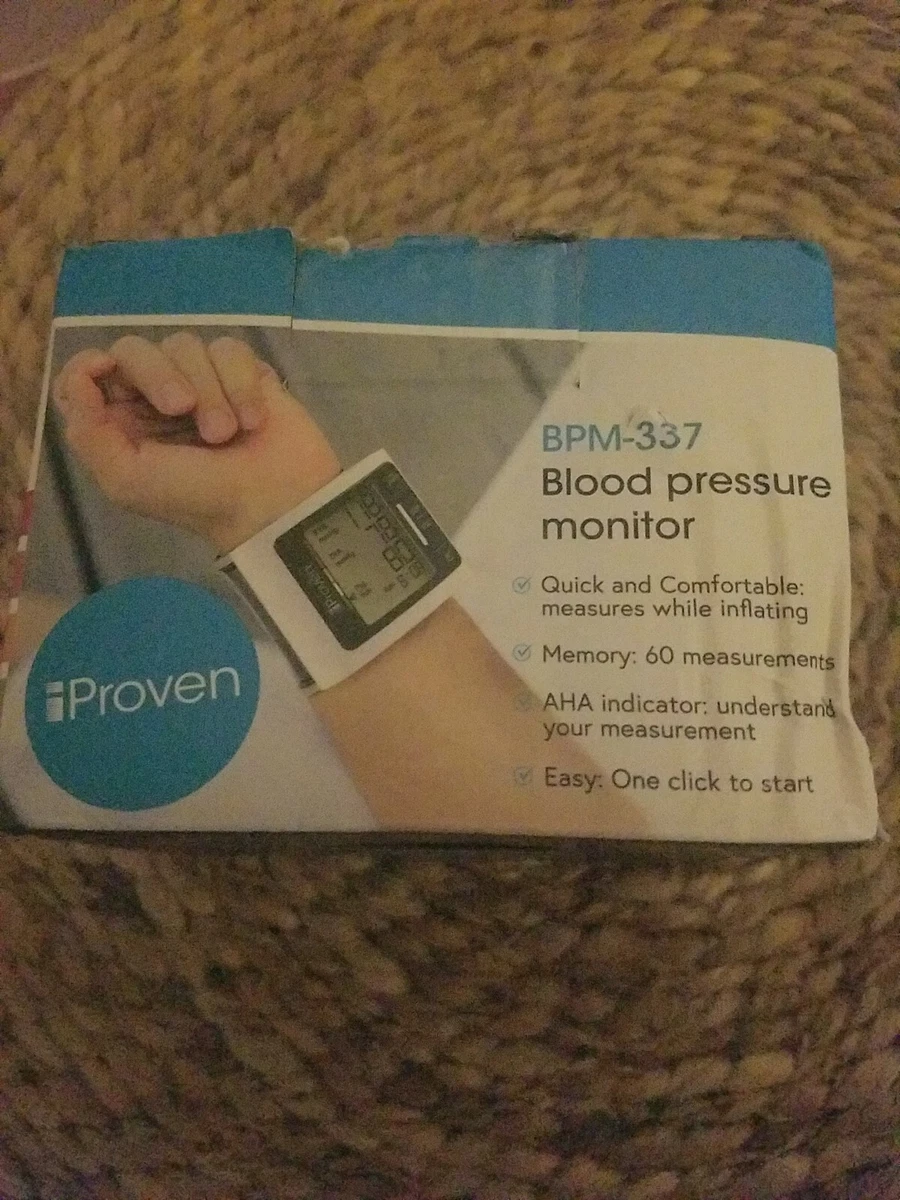 BPM-337
Blood pressure
monitor
Quick and Comfortable:
measures while inflating
Memory: 60 measurements
AHA indicator: understand
your measurement
Easy: One click to start
iProven